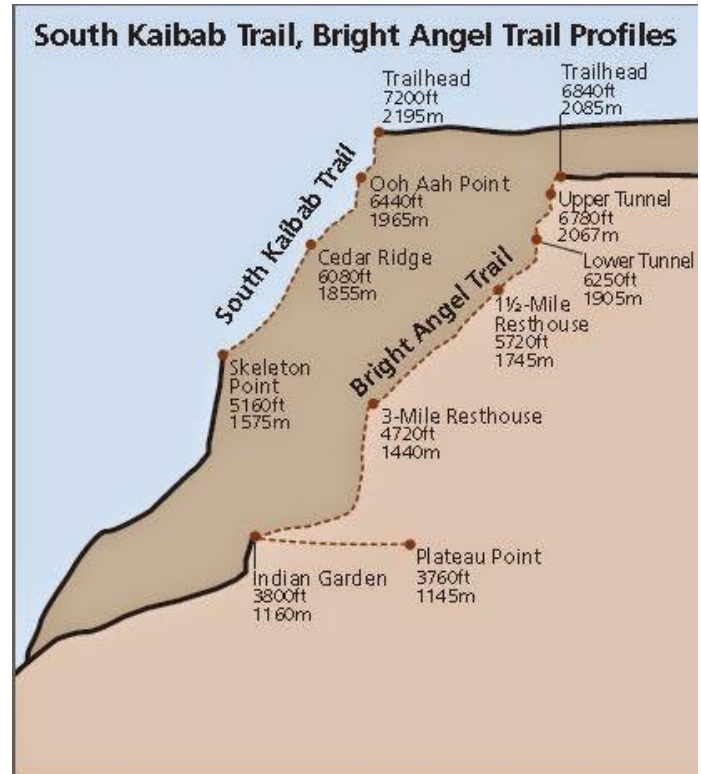 South Kaibab Trail, Bright Angel Trail Profiles
Trailhead
7200ft
2195m
Trailhead
6840ft
2085m
South Kaibab Trail
Ooh Aah Point
6440ft
1965m
Upper Tunnel
6780ft
2067m
Cedar Ridge
6080ft
1855m
Lower Tunnel
6250ft
1905m
Bright Angel Trail
1½-Mile
Resthouse
5720ft
1745m
Skeleton
Point
5160ft
1575m
3-Mile Resthouse
4720ft
1440m
Indian Garden
3800ft
1160m
Plateau Point
3760ft
1145m